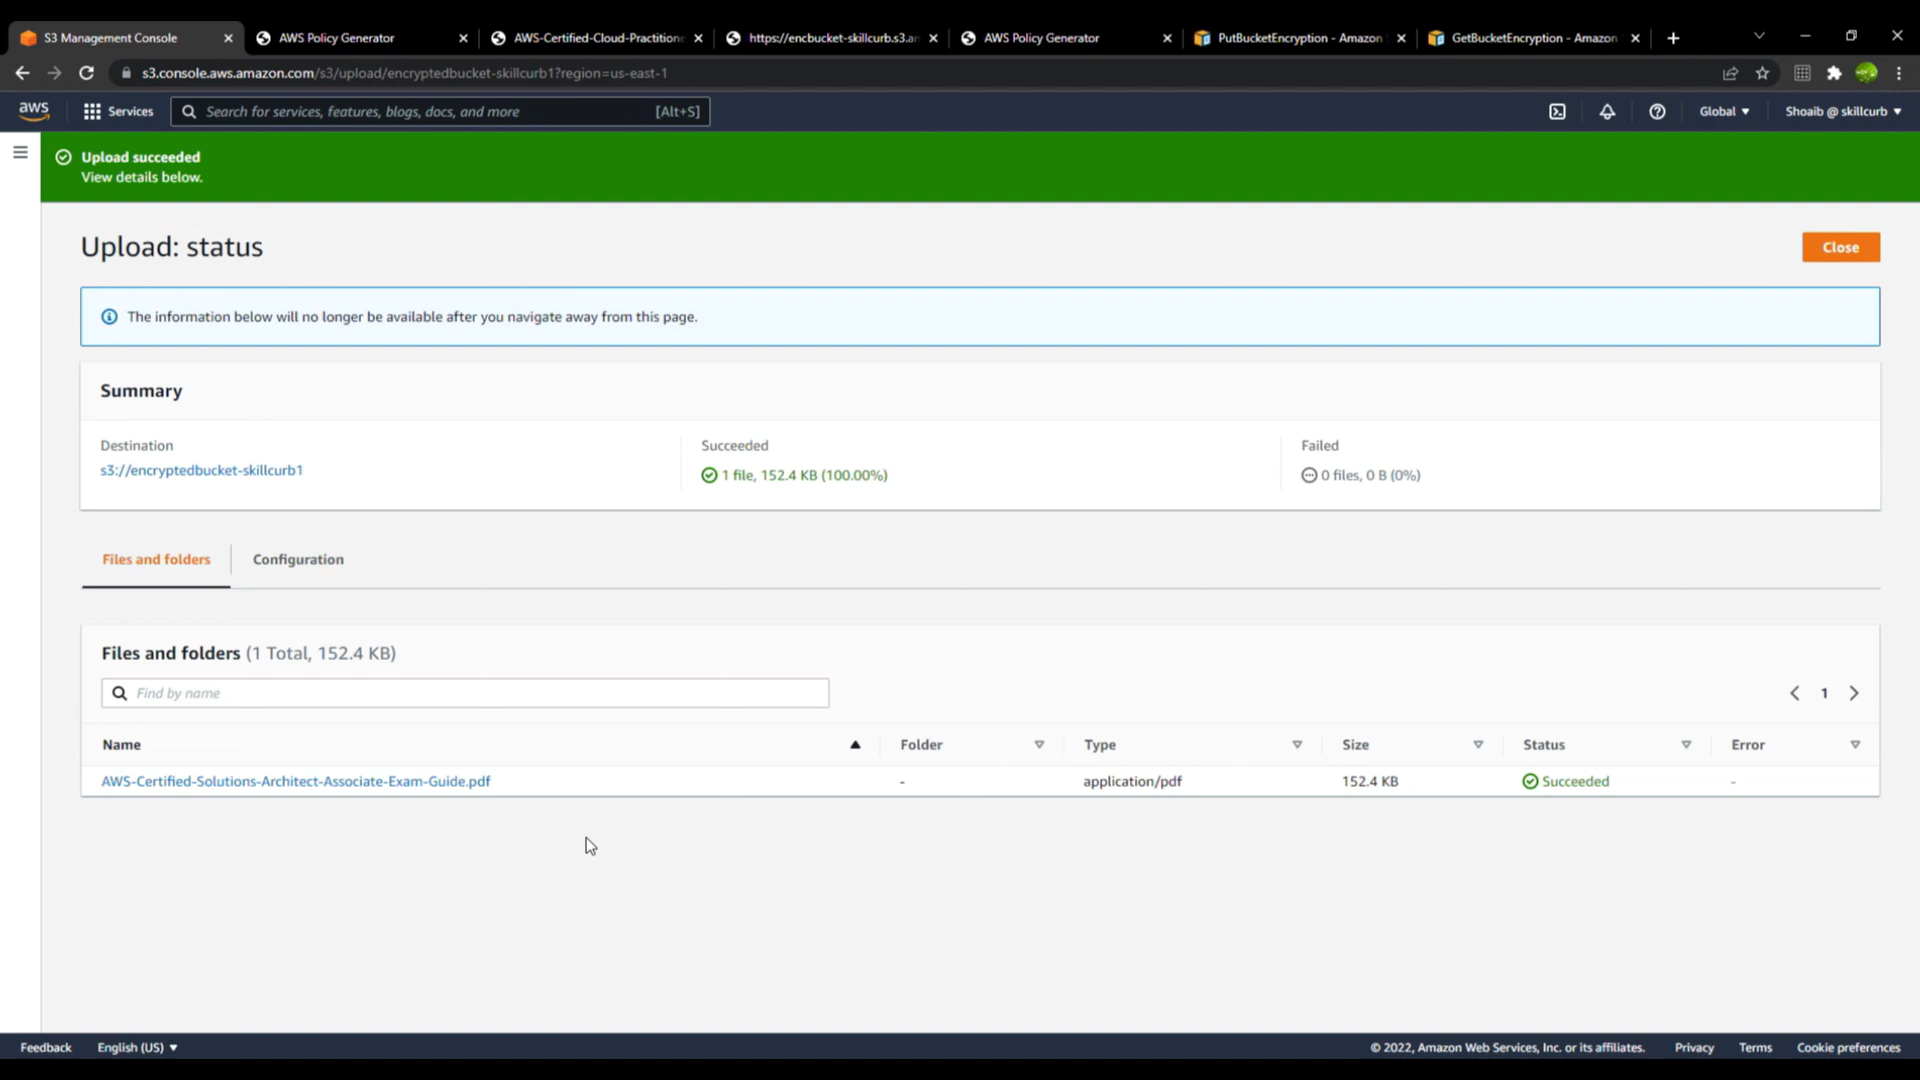 S3 Management Console
AWS Policy Generator
AWS-Certified-Cloud-Practitione
https://encbucket-skillcurb.s3.an
AWS Policy Generator
PutBucketEncryption - Amazon
GetBucketEncryption - Amazon
s3.console.aws.amazon.com/s3/upload/encryptedbucket-skillcurb1?region=us-east-1
aws
Services
Search for services, features, blogs, docs, and more
[Alt+S]
Global
Shoaib @ skillcurb
Upload succeeded
View details below.
Upload: status
Close
The information below will no longer be available after you navigate away from this page.
Summary
Destination
s3://encryptedbucket-skillcurb1
Succeeded
1 file, 152.4 KB (100.00%)
Failed
0 files, 0 B (0%)
Files and folders
Configuration
Files and folders (1 Total, 152.4 KB)
Find by name
1
Name
Folder
Type
Size
Status
Error
AWS-Certified-Solutions-Architect-Associate-Exam-Guide.pdf
-
application/pdf
152.4 KB
Succeeded
-
Feedback
English (US)
© 2022, Amazon Web Services, Inc. or its affiliates.
Privacy
Terms
Cookie preferences